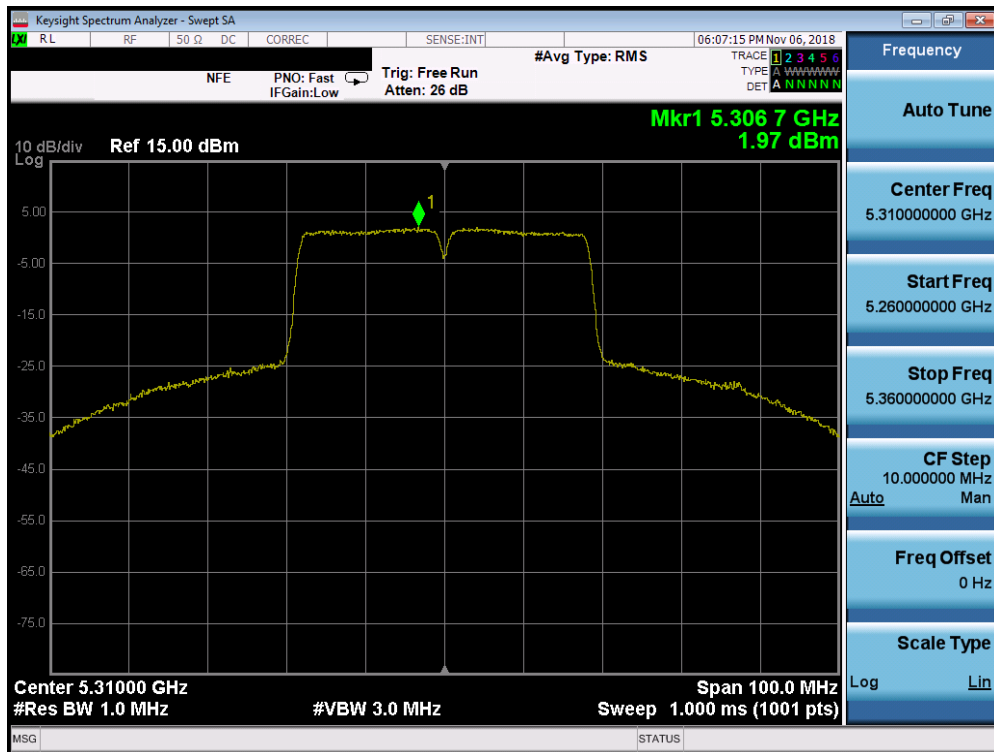 Keysight Spectrum Analyzer - Swept SA
LXI RL RF 50 Ω DC CORREC SENSE:INT 06:07:15 PM Nov 06, 2018
NFE PNO: Fast Trig: Free Run #Avg Type: RMS TRACE 1 2 3 4 5 6
IFGain:Low Atten: 26 dB TYPE A WWWWW
DET A N N N N N
Mkr1 5.306 7 GHz
1.97 dBm
10 dB/div Ref 15.00 dBm
Log
1
5.00
-5.00
-15.0
-25.0
-35.0
-45.0
-55.0
-65.0
-75.0
Center 5.31000 GHz Span 100.0 MHz
#Res BW 1.0 MHz #VBW 3.0 MHz Sweep 1.000 ms (1001 pts)
MSG STATUS
Frequency
Auto Tune
Center Freq
5.310000000 GHz
Start Freq
5.260000000 GHz
Stop Freq
5.360000000 GHz
CF Step
10.000000 MHz
Auto Man
Freq Offset
0 Hz
Scale Type
Log Lin